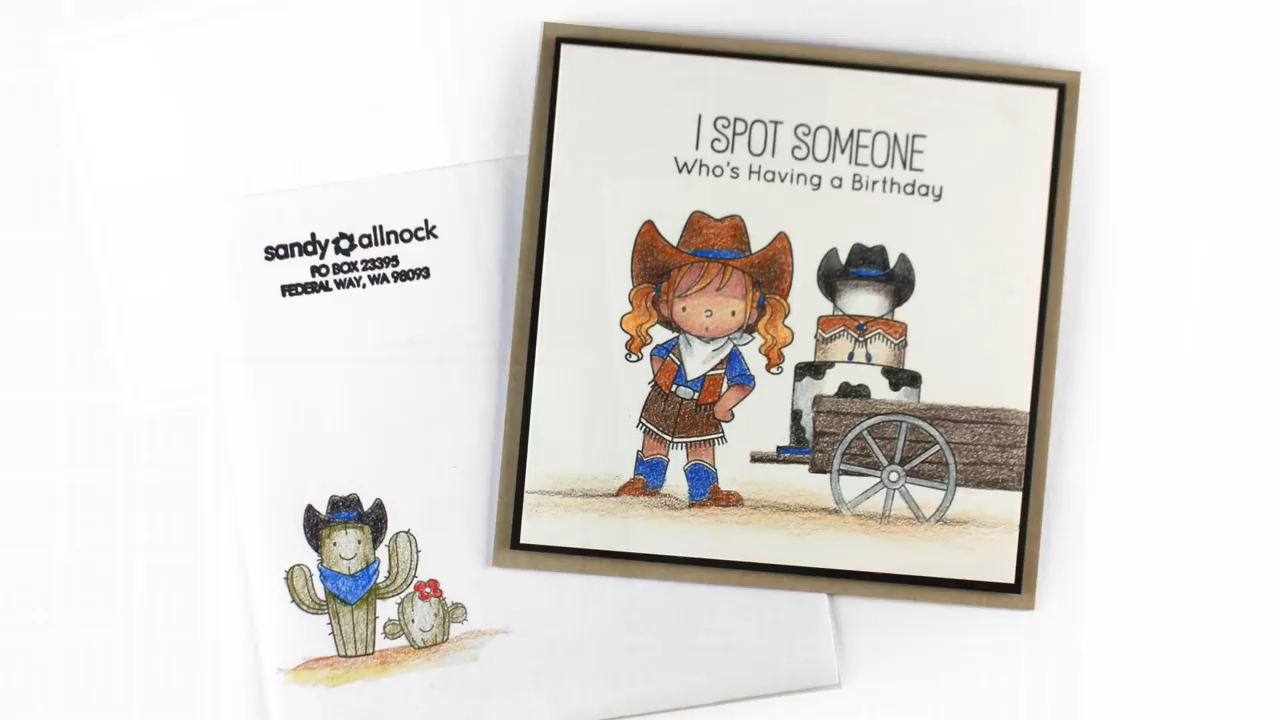 sandy allnock
PO BOX 23395
FEDERAL WAY, WA 98093
I SPOT SOMEONE
Who's Having a Birthday